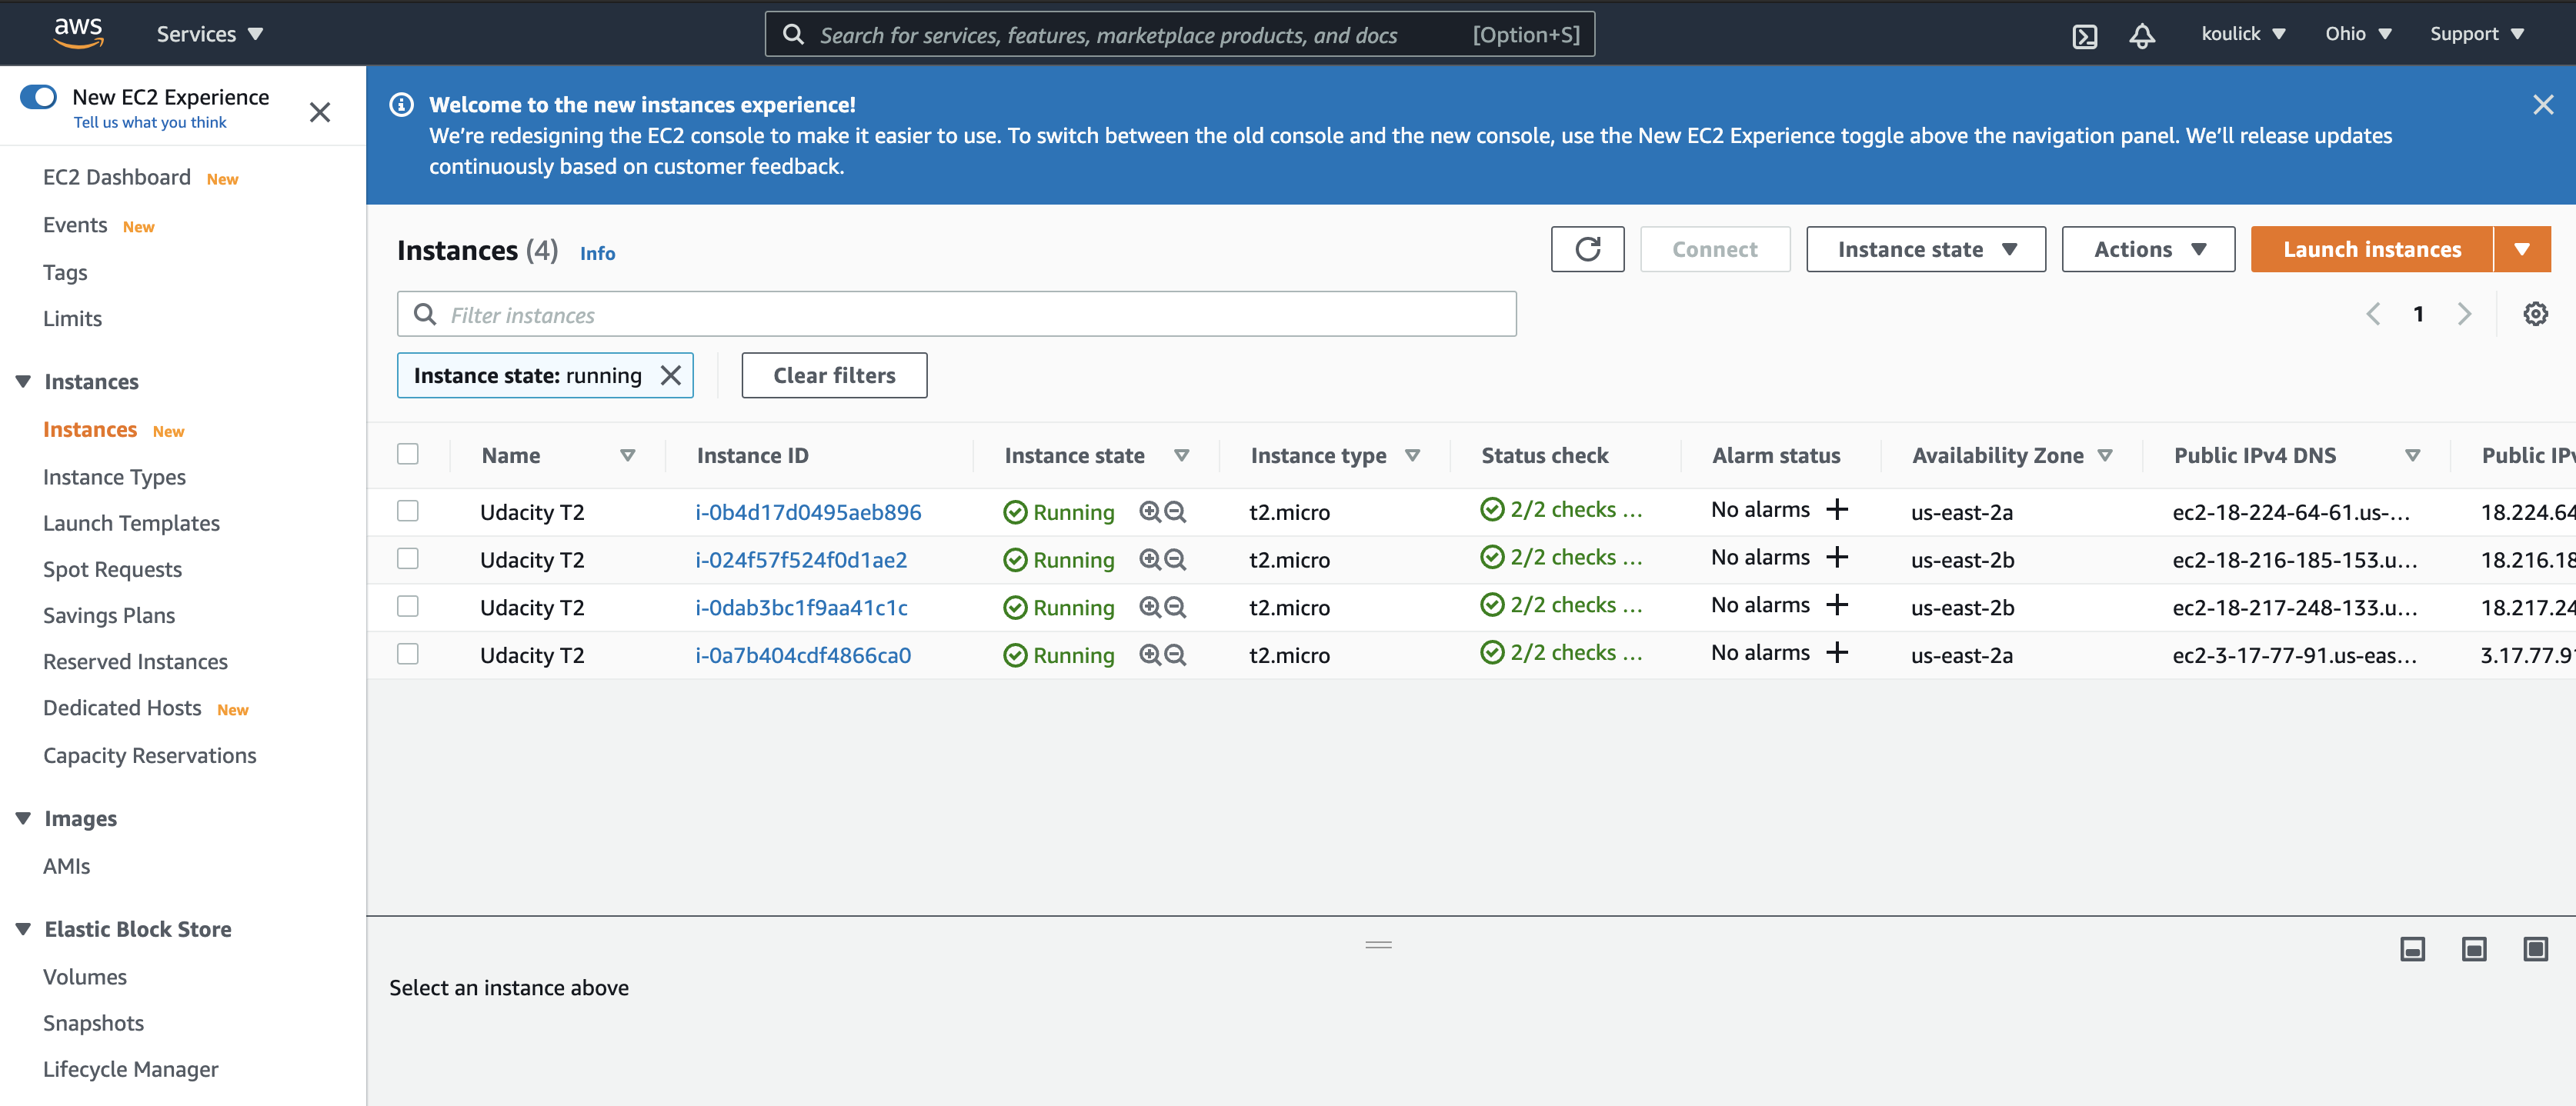 aws Services Search for services, features, marketplace products, and docs [Option+S] koulick Ohio Support
New EC2 Experience
Tell us what you think
EC2 Dashboard New
Events New
Tags
Limits
Instances
Instances New
Instance Types
Launch Templates
Spot Requests
Savings Plans
Reserved Instances
Dedicated Hosts New
Capacity Reservations
Images
AMIs
Elastic Block Store
Volumes
Snapshots
Lifecycle Manager
Welcome to the new instances experience!
We're redesigning the EC2 console to make it easier to use. To switch between the old console and the new console, use the New EC2 Experience toggle above the navigation panel. We'll release updates
continuously based on customer feedback.
Instances (4) Info Connect Instance state Actions Launch instances
Filter instances 1
Instance state: running Clear filters
Name Instance ID Instance state Instance type Status check Alarm status Availability Zone Public IPv4 DNS Public IPv
Udacity T2 i-0b4d17d0495aeb896 Running t2.micro 2/2 checks ... No alarms + us-east-2a ec2-18-224-64-61.us-... 18.224.64
Udacity T2 i-024f57f524f0d1ae2 Running t2.micro 2/2 checks ... No alarms + us-east-2b ec2-18-216-185-153.u... 18.216.18
Udacity T2 i-0dab3bc1f9aa41c1c Running t2.micro 2/2 checks ... No alarms + us-east-2b ec2-18-217-248-133.u... 18.217.24
Udacity T2 i-0a7b404cdf4866ca0 Running t2.micro 2/2 checks ... No alarms + us-east-2a ec2-3-17-77-91.us-eas... 3.17.77.91
Select an instance above